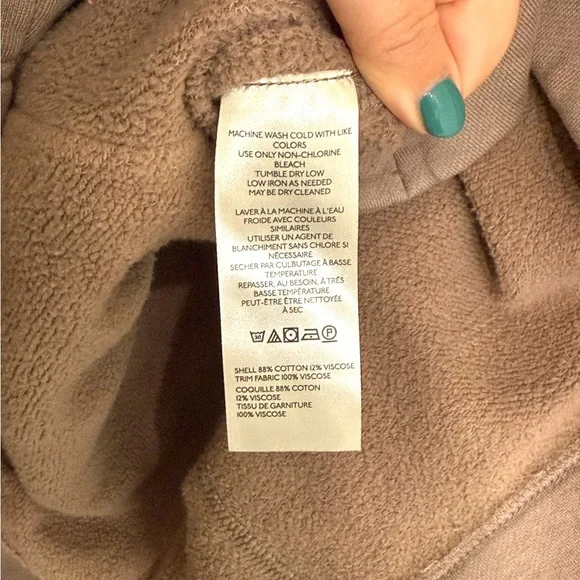 MACHINE WASH COLD WITH LIKE
COLORS
USE ONLY NON-CHLORINE
BLEACH
TUMBLE DRY LOW
LOW IRON AS NEEDED
MAY BE DRY CLEANED
LAVER À LA MACHINE À L'EAU
FROIDE AVEC COULEURS
SIMILAIRES
UTILISER UN AGENT DE
BLANCHIMENT SANS CHLORE SI
NÉCESSAIRE
SECHER PAR CULBUTAGE À BASSE
TEMPERATURE
REPASSER, AU BESOIN, À TRÈS
BASSE TEMPÉRATURE
PEUT-ÊTRE ÊTRE NETTOYÉE
À SEC
30 P
SHELL 88% COTTON 12% VISCOSE
TRIM FABRIC 100% VISCOSE
COQUILLE 88% COTON
12% VISCOSE
TISSU DE GARNITURE
100% VISCOSE